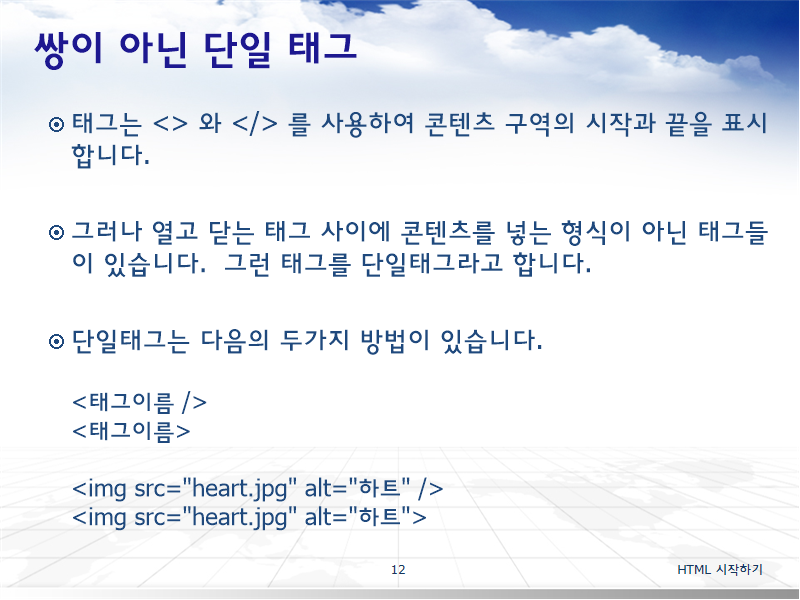 쌍이 아닌 단일 태그
태그는 <> 와 </> 를 사용하여 콘텐츠 구역의 시작과 끝을 표시
합니다.
그러나 열고 닫는 태그 사이에 콘텐츠를 넣는 형식이 아닌 태그들
이 있습니다.  그런 태그를 단일태그라고 합니다.
단일태그는 다음의 두가지 방법이 있습니다.
<태그이름 />
<태그이름>
<img src="heart.jpg" alt="하트" />
<img src="heart.jpg" alt="하트">
12
HTML 시작하기